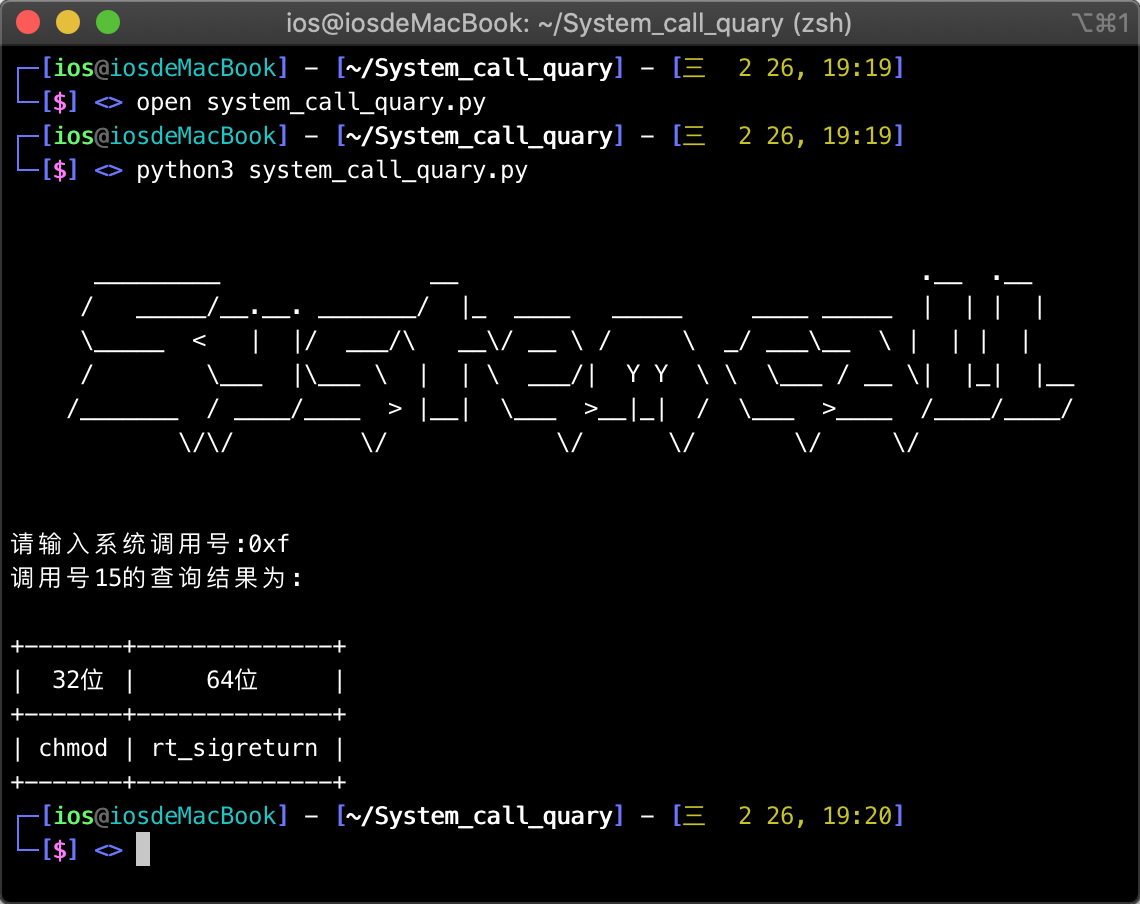 ios@iosdeMacBook: ~/System_call_quary (zsh) ⌥⌘1
┌─[ios@iosdeMacBook] - [~/System_call_quary] - [三  2 26, 19:19]
└─[$] <> open system_call_quary.py
┌─[ios@iosdeMacBook] - [~/System_call_quary] - [三  2 26, 19:19]
└─[$] <> python3 system_call_quary.py
System call
请输入系统调用号:0xf
调用号15的查询结果为:
+-------+--------------+
|  32位 |     64位     |
+-------+--------------+
| chmod | rt_sigreturn |
+-------+--------------+
┌─[ios@iosdeMacBook] - [~/System_call_quary] - [三  2 26, 19:20]
└─[$] <>